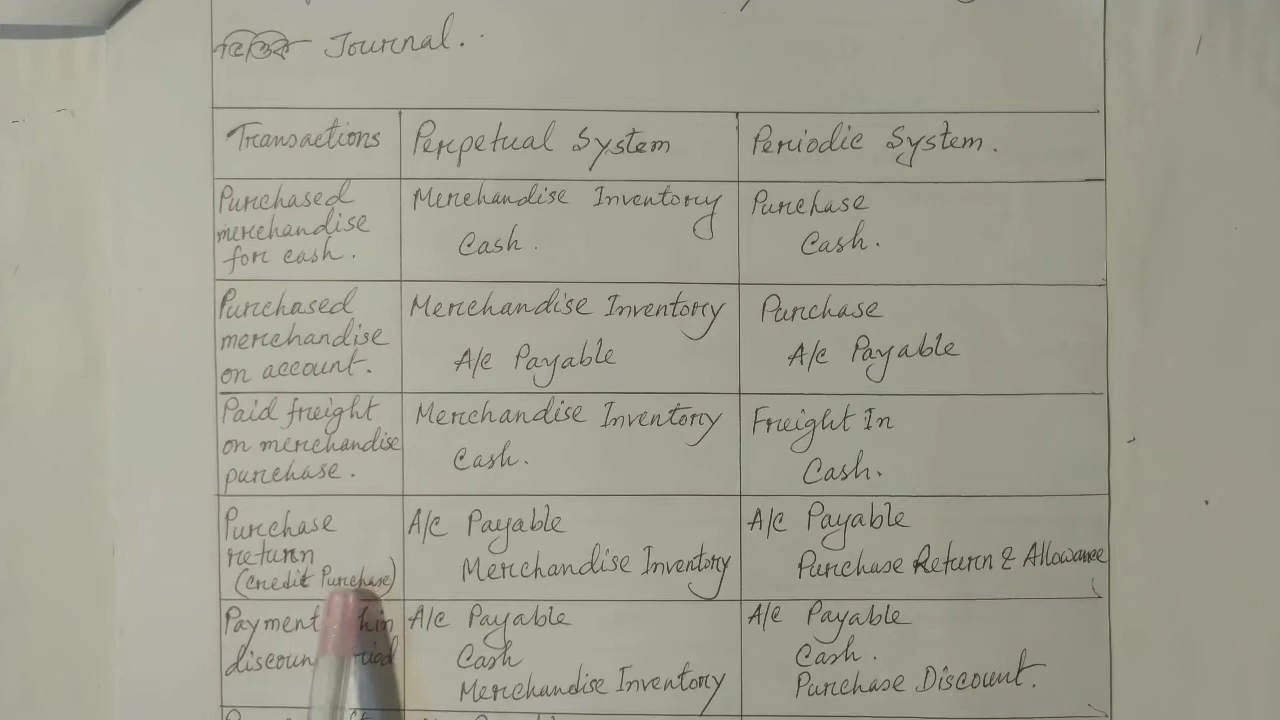 ভিত্তিক Journal.
Transactions
Perpetual System
Periodic System.
Purchased
merchandise
for cash.
Merchandise Inventory
Cash.
Purchase
Cash.
Purchased
merchandise
on account.
Merchandise Inventory
A/c Payable
Purchase
A/c Payable
Paid freight
on merchandise
purchase.
Merchandise Inventory
Cash.
Freight In
Cash.
Purchase
return
(Credit Purchase)
A/c Payable
Merchandise Inventory
A/c Payable
Purchase Return & Allowance
Payment
A/c Payable
Cash
Merchandise Inventory
A/c Payable
Cash.
Purchase Discount.